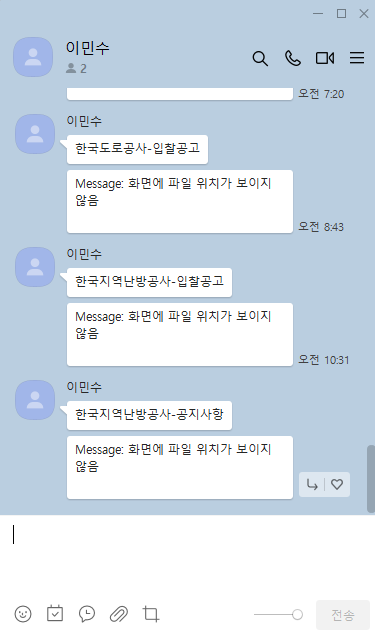 이민수
2
오전 7:20
이민수
한국도로공사-입찰공고
Message: 화면에 파일 위치가 보이지
않음
오전 8:43
이민수
한국지역난방공사-입찰공고
Message: 화면에 파일 위치가 보이지
않음
오전 10:31
이민수
한국지역난방공사-공지사항
Message: 화면에 파일 위치가 보이지
않음
전송